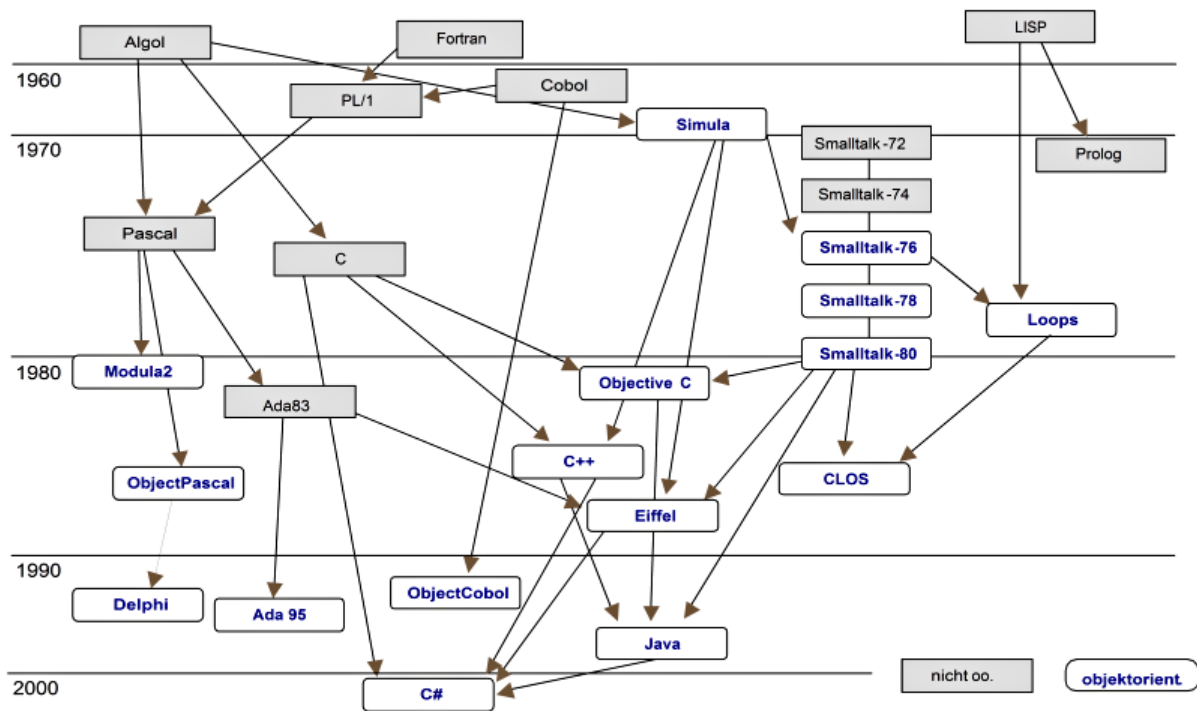 Algol
Fortran
LISP
1960
Cobol
PL/1
Simula
1970
Smalltalk -72
Prolog
Smalltalk -74
Pascal
Smalltalk -76
C
Smalltalk -78
Loops
Smalltalk -80
1980
Modula2
Objective C
Ada83
C++
ObjectPascal
CLOS
Eiffel
1990
ObjectCobol
Delphi
Ada 95
Java
2000
C#
nicht oo.
objektorient.